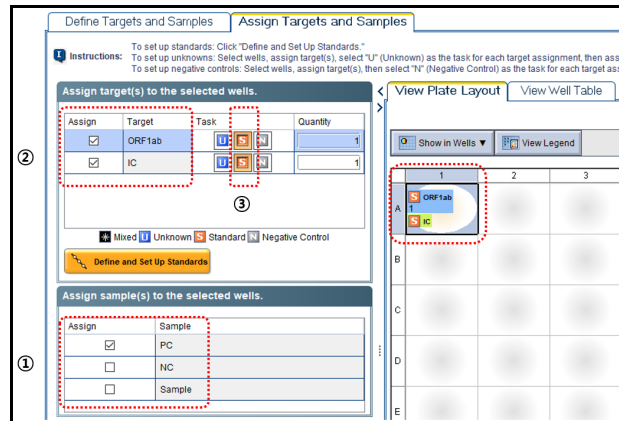 Define Targets and Samples
Assign Targets and Samples
Instructions:
To set up standards: Click "Define and Set Up Standards."
To set up unknowns: Select wells, assign target(s), select "U" (Unknown) as the task for each target assignment, then ass
To set up negative controls: Select wells, assign target(s), then select "N" (Negative Control) as the task for each target ass
Assign target(s) to the selected wells.
Assign Target Task Quantity
ORF1ab U S N 1
IC U S N 1
②
③
Mixed U Unknown S Standard N Negative Control
Define and Set Up Standards
Assign sample(s) to the selected wells.
Assign Sample
PC
NC
Sample
①
View Plate Layout
View Well Table
Show in Wells ▼
View Legend
1 2 3
A
S ORF1ab
1
S IC
B
C
D
E